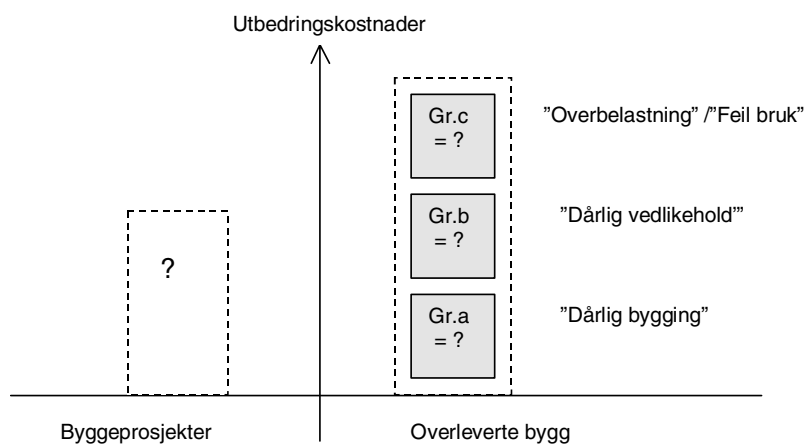 Utbedringskostnader
Gr.c
= ?
”Overbelastning” /”Feil bruk”
Gr.b
= ?
”Dårlig vedlikehold’”
?
Gr.a
= ?
”Dårlig bygging”
Byggeprosjekter
Overleverte bygg